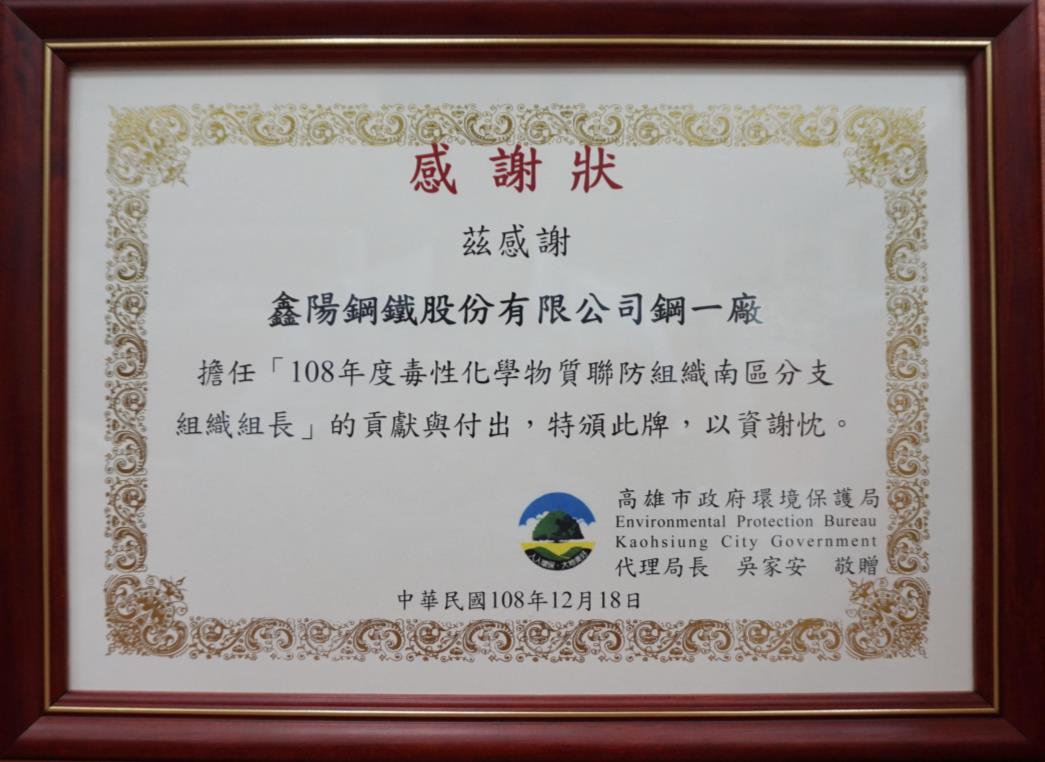 感謝狀
茲感謝
鑫陽鋼鐵股份有限公司鋼一廠
擔任「108年度毒性化學物質聯防組織南區分支
組織組長」的貢獻與付出，特頒此牌，以資謝忱。
高雄市政府環境保護局
Environmental Protection Bureau
Kaohsiung City Government
代理局長 吳家安 敬贈
中華民國108年12月18日